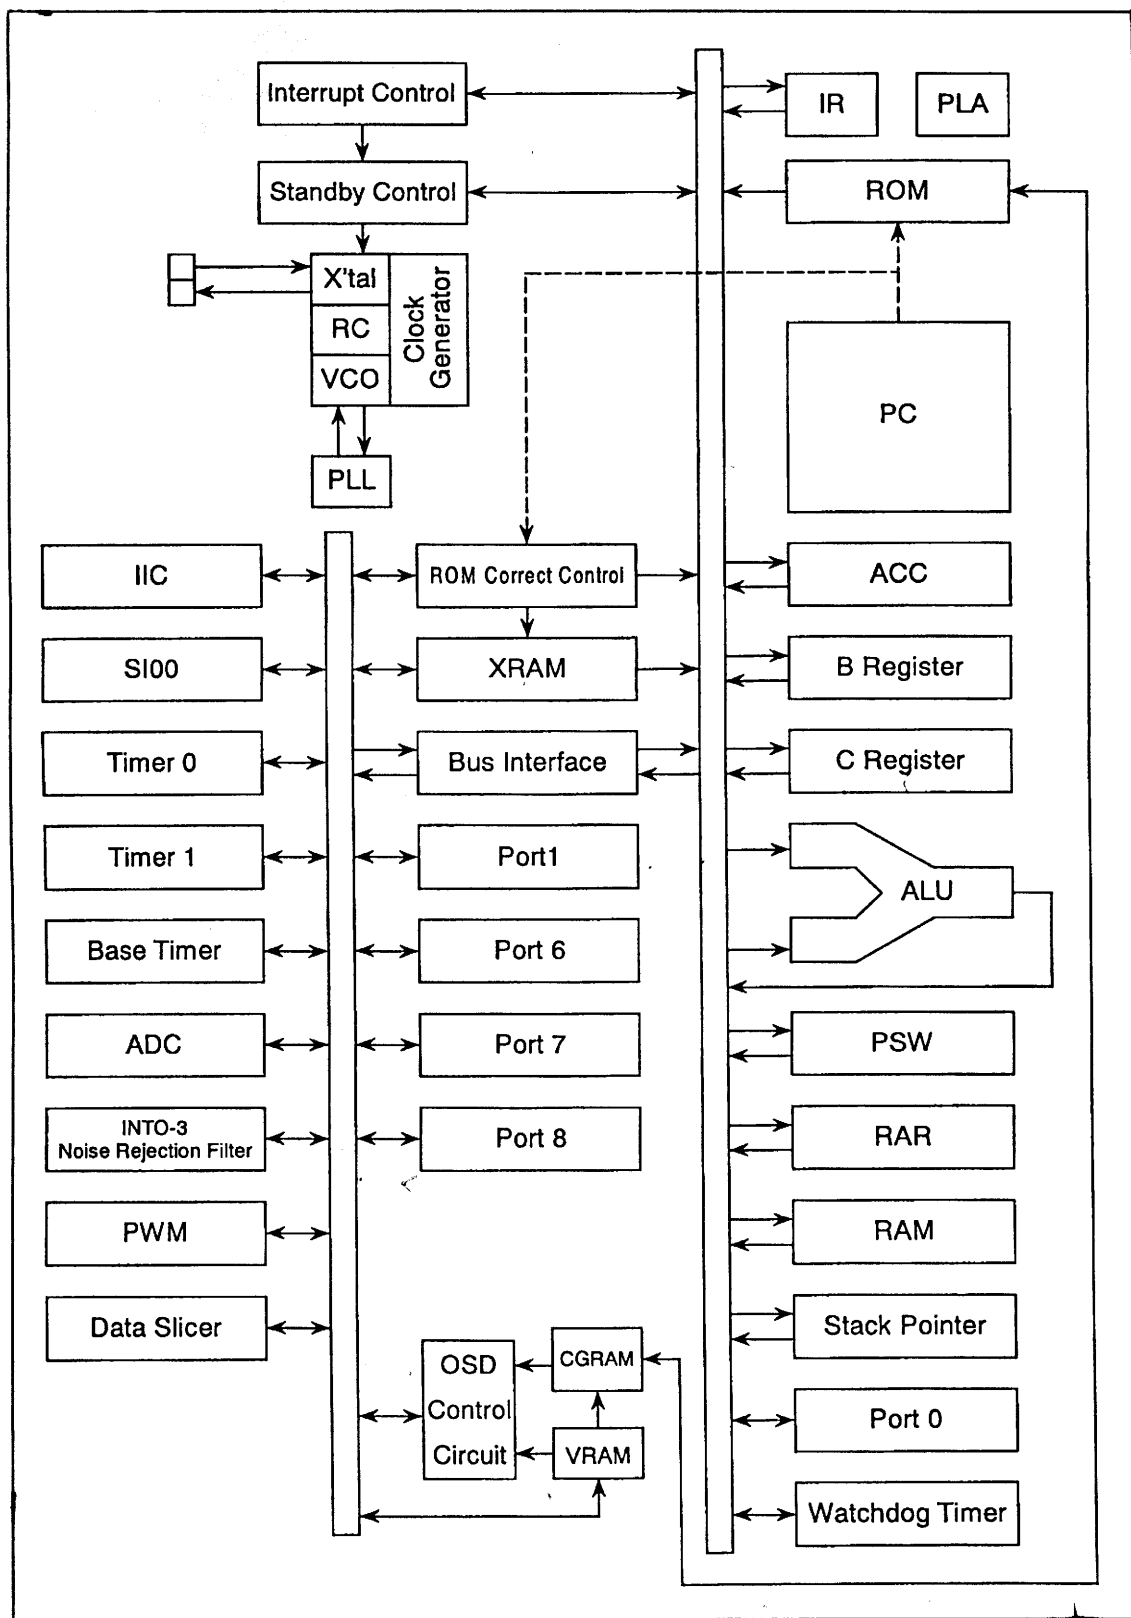 Interrupt Control
IR
PLA
Standby Control
ROM
X'tal
RC
VCO
Clock
Generator
PC
PLL
IIC
ROM Correct Control
ACC
SI00
XRAM
B Register
Timer 0
Bus Interface
C Register
Timer 1
Port1
ALU
Base Timer
Port 6
ADC
Port 7
PSW
INTO-3
Noise Rejection Filter
Port 8
RAR
PWM
RAM
Data Slicer
Stack Pointer
OSD
Control
Circuit
CGRAM
VRAM
Port 0
Watchdog Timer